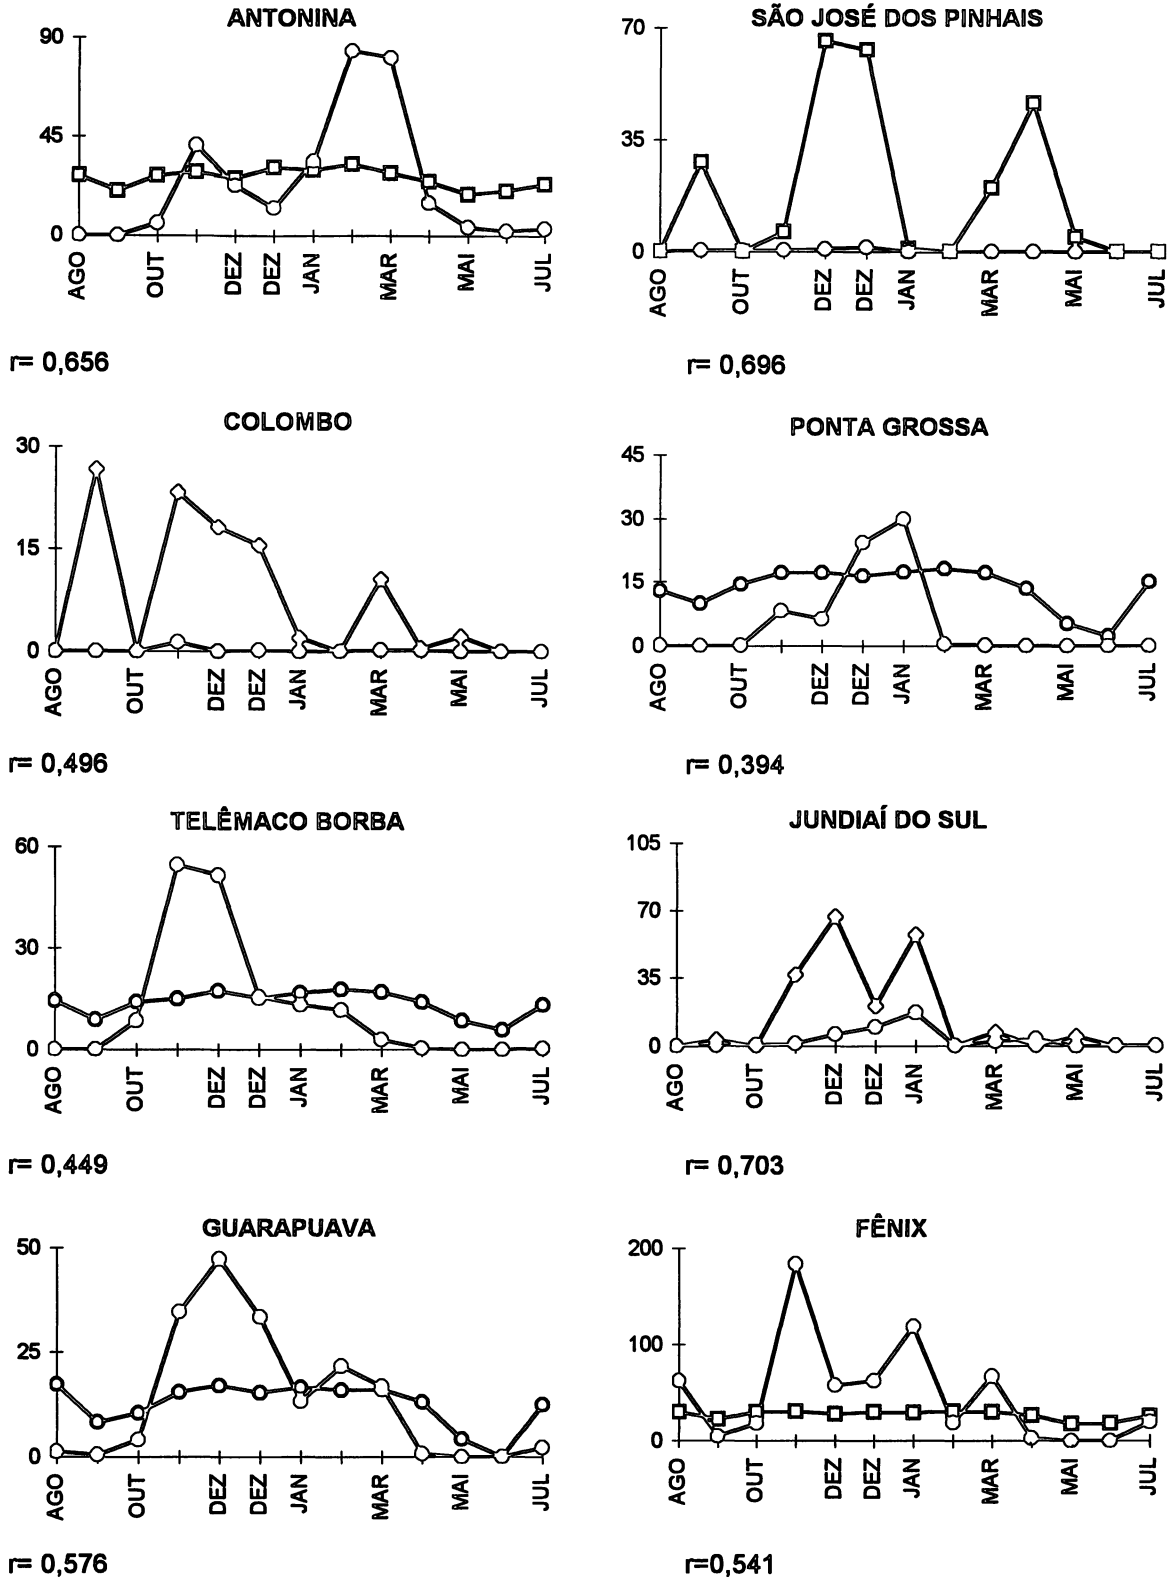 ANTONINA
90
45
0
AGO OUT DEZ DEZ JAN MAR MAI JUL
r= 0,656
SÃO JOSÉ DOS PINHAIS
70
35
0
AGO OUT DEZ DEZ JAN MAR MAI JUL
r= 0,696
COLOMBO
30
15
0
AGO OUT DEZ DEZ JAN MAR MAI JUL
r= 0,496
PONTA GROSSA
45
30
15
0
AGO OUT DEZ DEZ JAN MAR MAI JUL
r= 0,394
TELÊMACO BORBA
60
30
0
AGO OUT DEZ DEZ JAN MAR MAI JUL
r= 0,449
JUNDIAÍ DO SUL
105
70
35
0
AGO OUT DEZ DEZ JAN MAR MAI JUL
r= 0,703
GUARAPUAVA
50
25
0
AGO OUT DEZ DEZ JAN MAR MAI JUL
r= 0,576
FÊNIX
200
100
0
AGO OUT DEZ DEZ JAN MAR MAI JUL
r=0,541